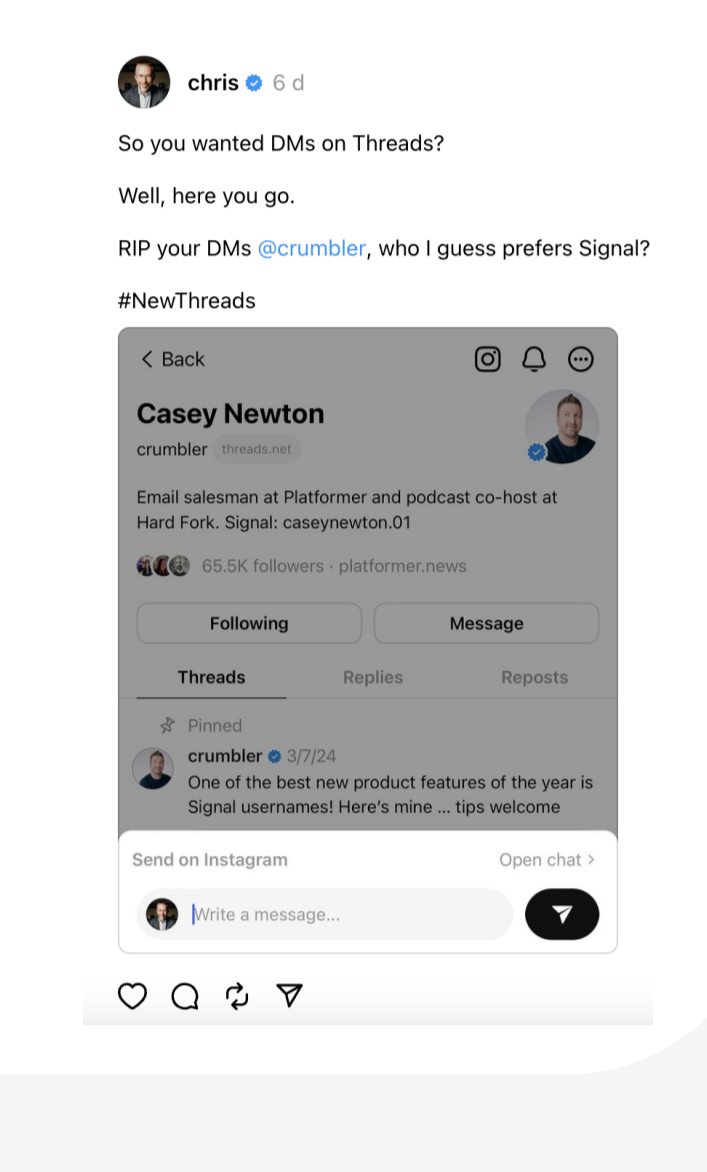 chris 6 d
So you wanted DMs on Threads?
Well, here you go.
RIP your DMs @crumbler, who I guess prefers Signal?
#NewThreads
Back
Casey Newton
crumbler threads.net
Email salesman at Platformer and podcast co-host at
Hard Fork. Signal: caseynewton.01
65.5K followers · platformer.news
Following Message
Threads Replies Reposts
Pinned
crumbler 3/7/24
One of the best new product features of the year is
Signal usernames! Here's mine ... tips welcome
Send on Instagram Open chat >
Write a message...